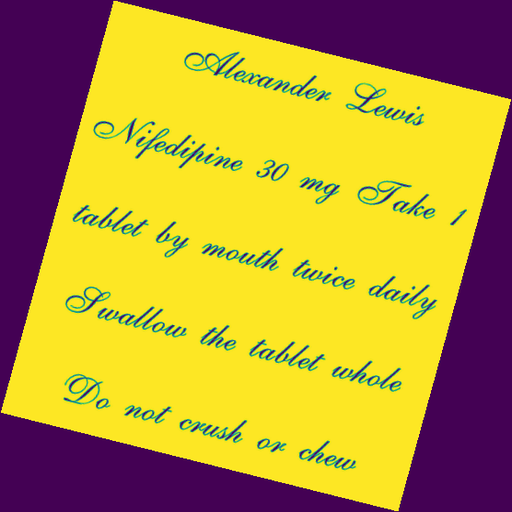 Alexander Lewis
Nifedipine 30 mg Take 1
tablet by mouth twice daily
Swallow the tablet whole
Do not crush or chew